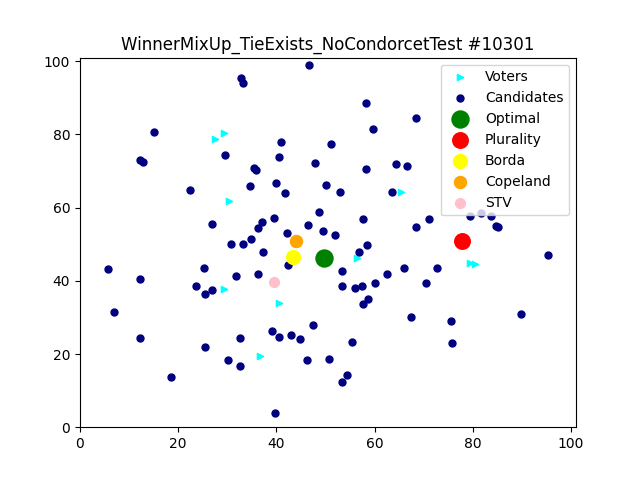 WinnerMixUp_TieExists_NoCondorcetTest #10301
100
80
60
40
20
0
0 20 40 60 80 100
Voters
Candidates
Optimal
Plurality
Borda
Copeland
STV